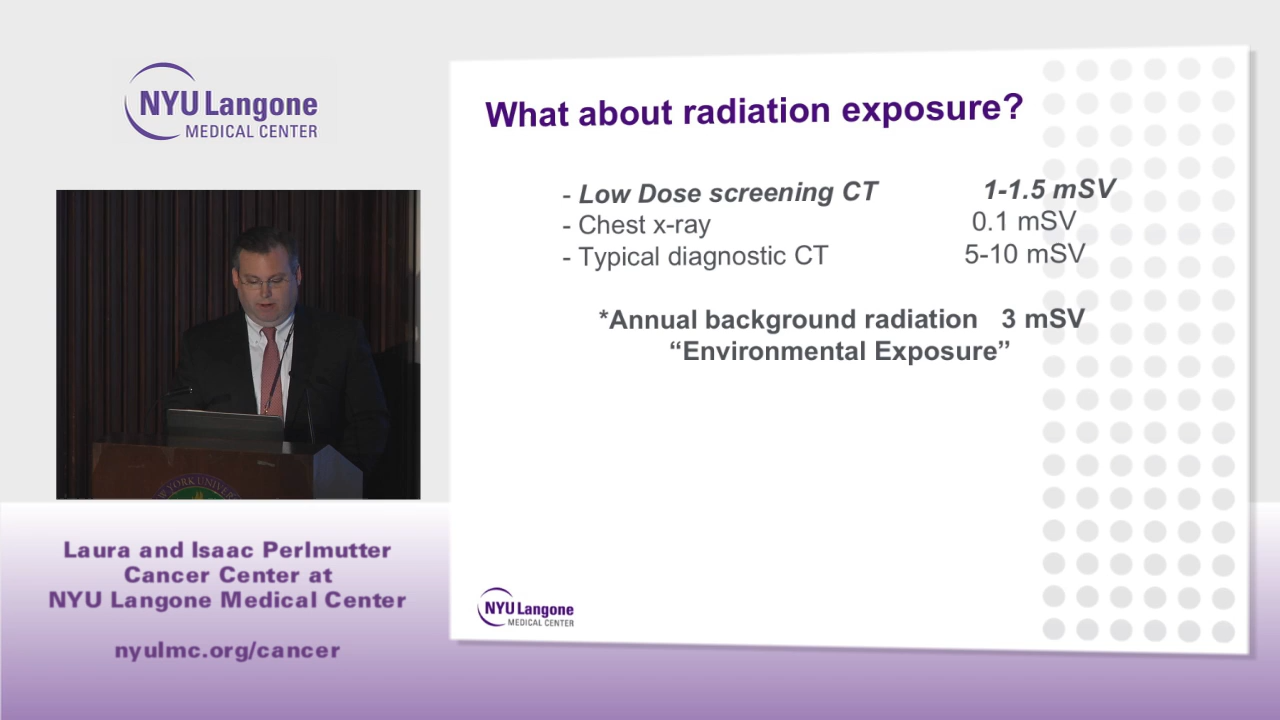 NYU Langone
MEDICAL CENTER
What about radiation exposure?
- Low Dose screening CT 1-1.5 mSV
- Chest x-ray 0.1 mSV
- Typical diagnostic CT 5-10 mSV
*Annual background radiation 3 mSV
“Environmental Exposure”
Laura and Isaac Perlmutter
Cancer Center at
NYU Langone Medical Center
nyulmc.org/cancer
NYU Langone
MEDICAL CENTER